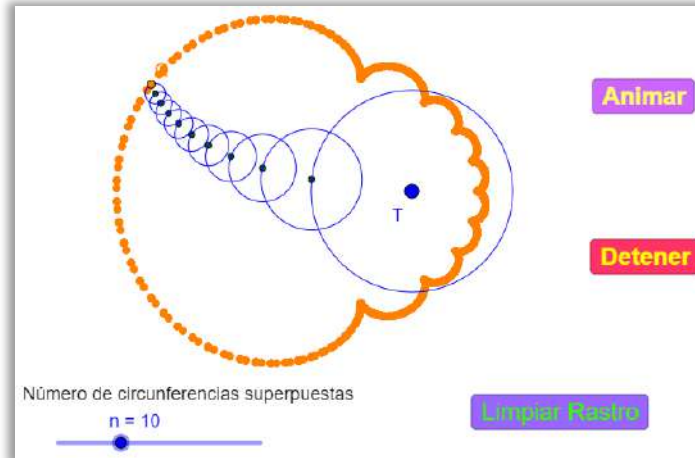 Animar
T
Detener
Número de circunferencias superpuestas
n = 10
Limpiar Rastro